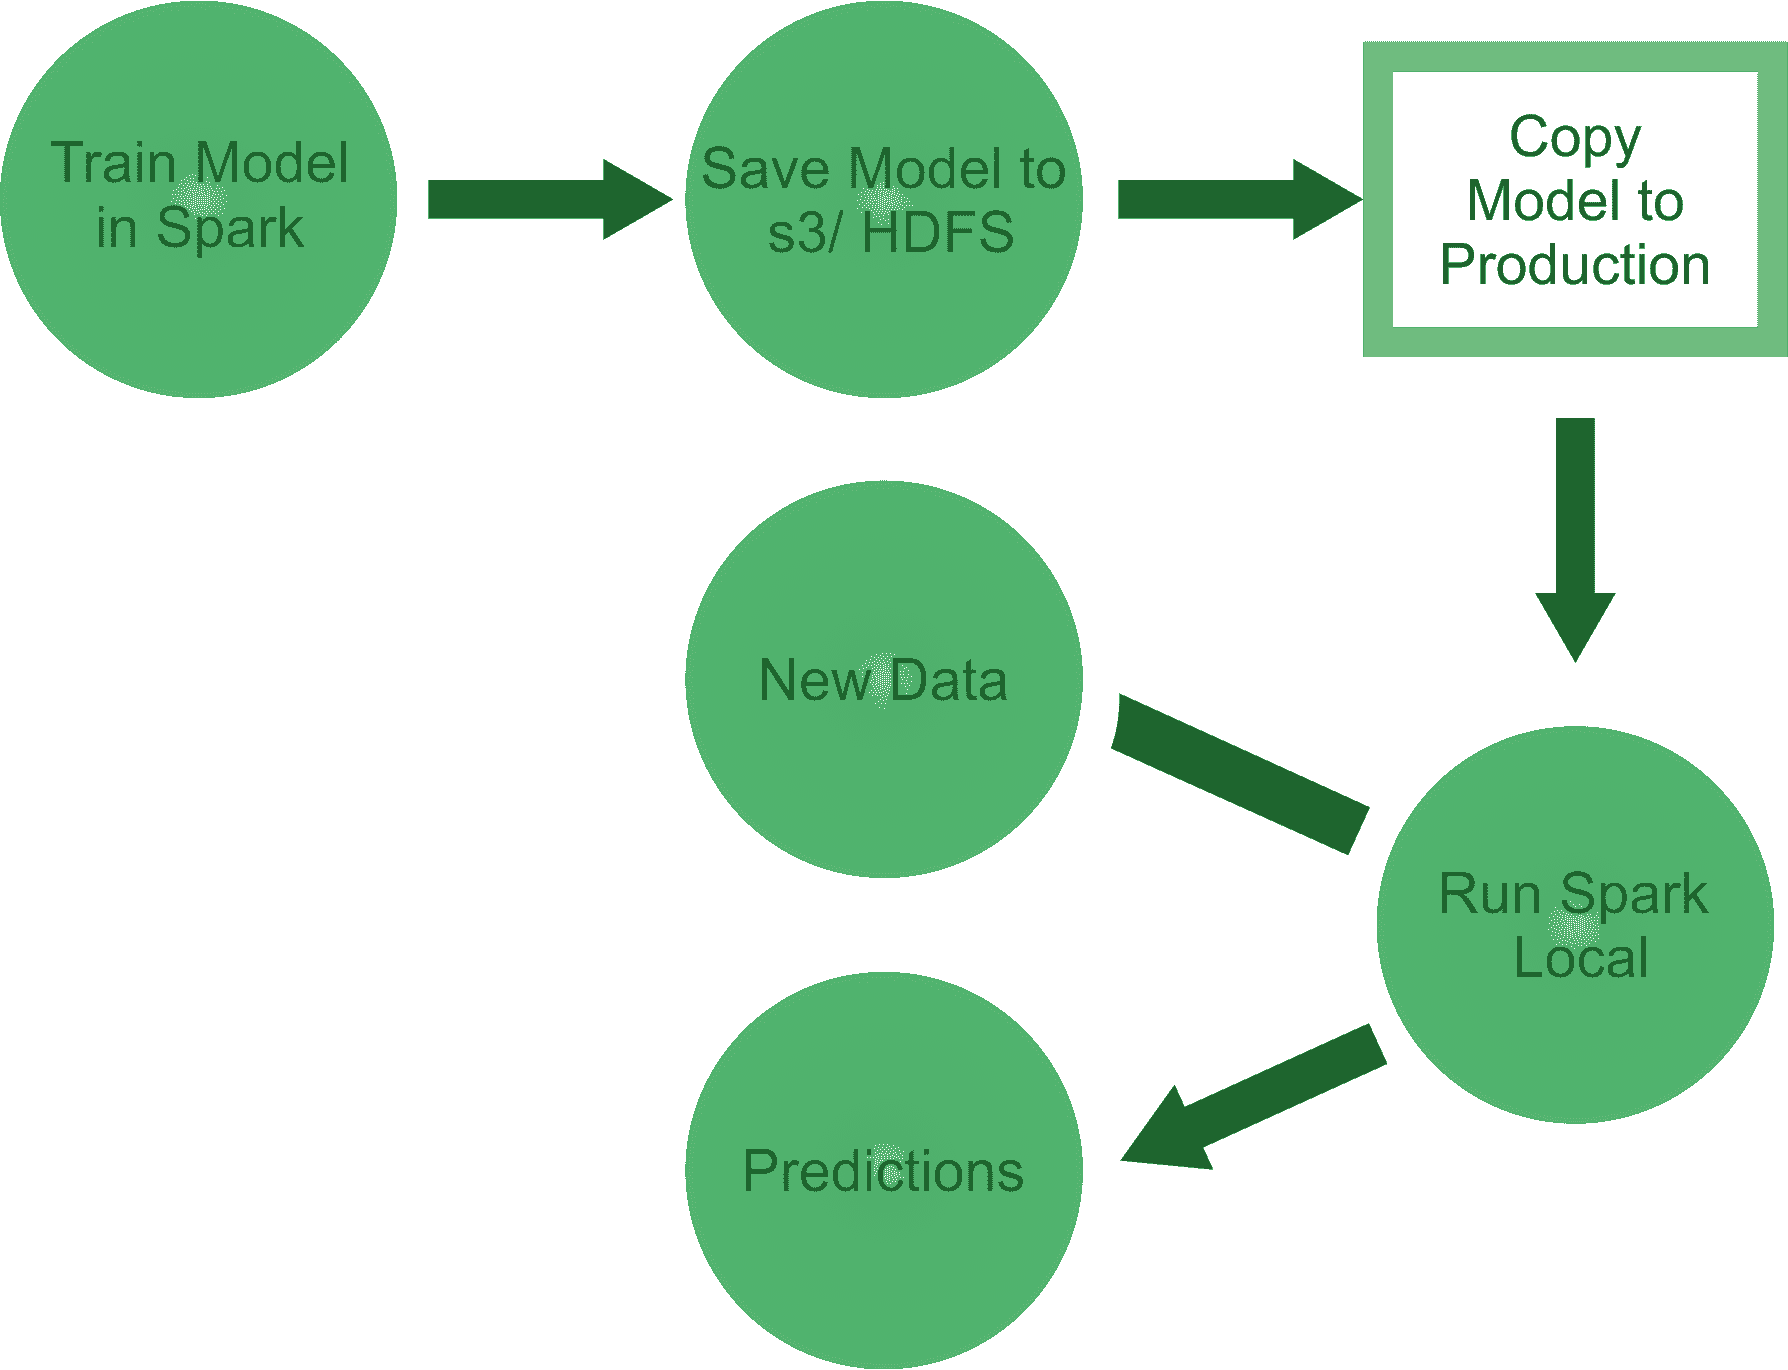 Train Model
in Spark
Save Model to
s3/ HDFS
Copy
Model to
Production
New Data
Run Spark
Local
Predictions